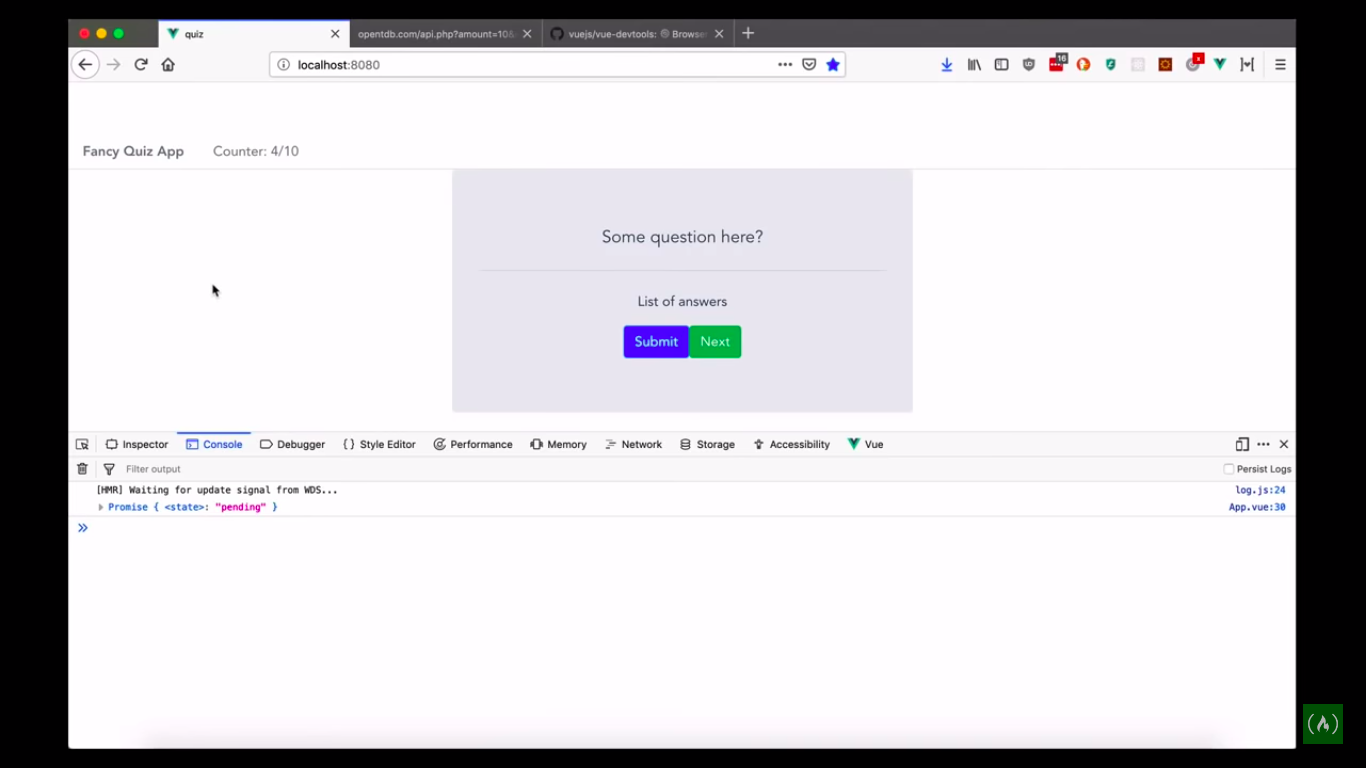 quiz
opentdb.com/api.php?amount=10&
vuejs/vue-devtools: Browser
localhost:8080
16
x
Fancy Quiz App Counter: 4/10
Some question here?
List of answers
Submit Next
Inspector Console Debugger {} Style Editor Performance Memory Network Storage Accessibility Vue
Filter output Persist Logs
[HMR] Waiting for update signal from WDS... log.js:24
Promise { <state>: "pending" } App.vue:30